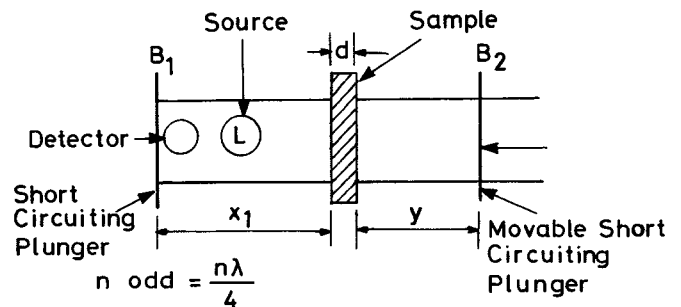 Source
d
Sample
B1
B2
Detector
L
Short
Circuiting
Plunger
x1
y
Movable Short
Circuiting
Plunger
n odd = nλ/4